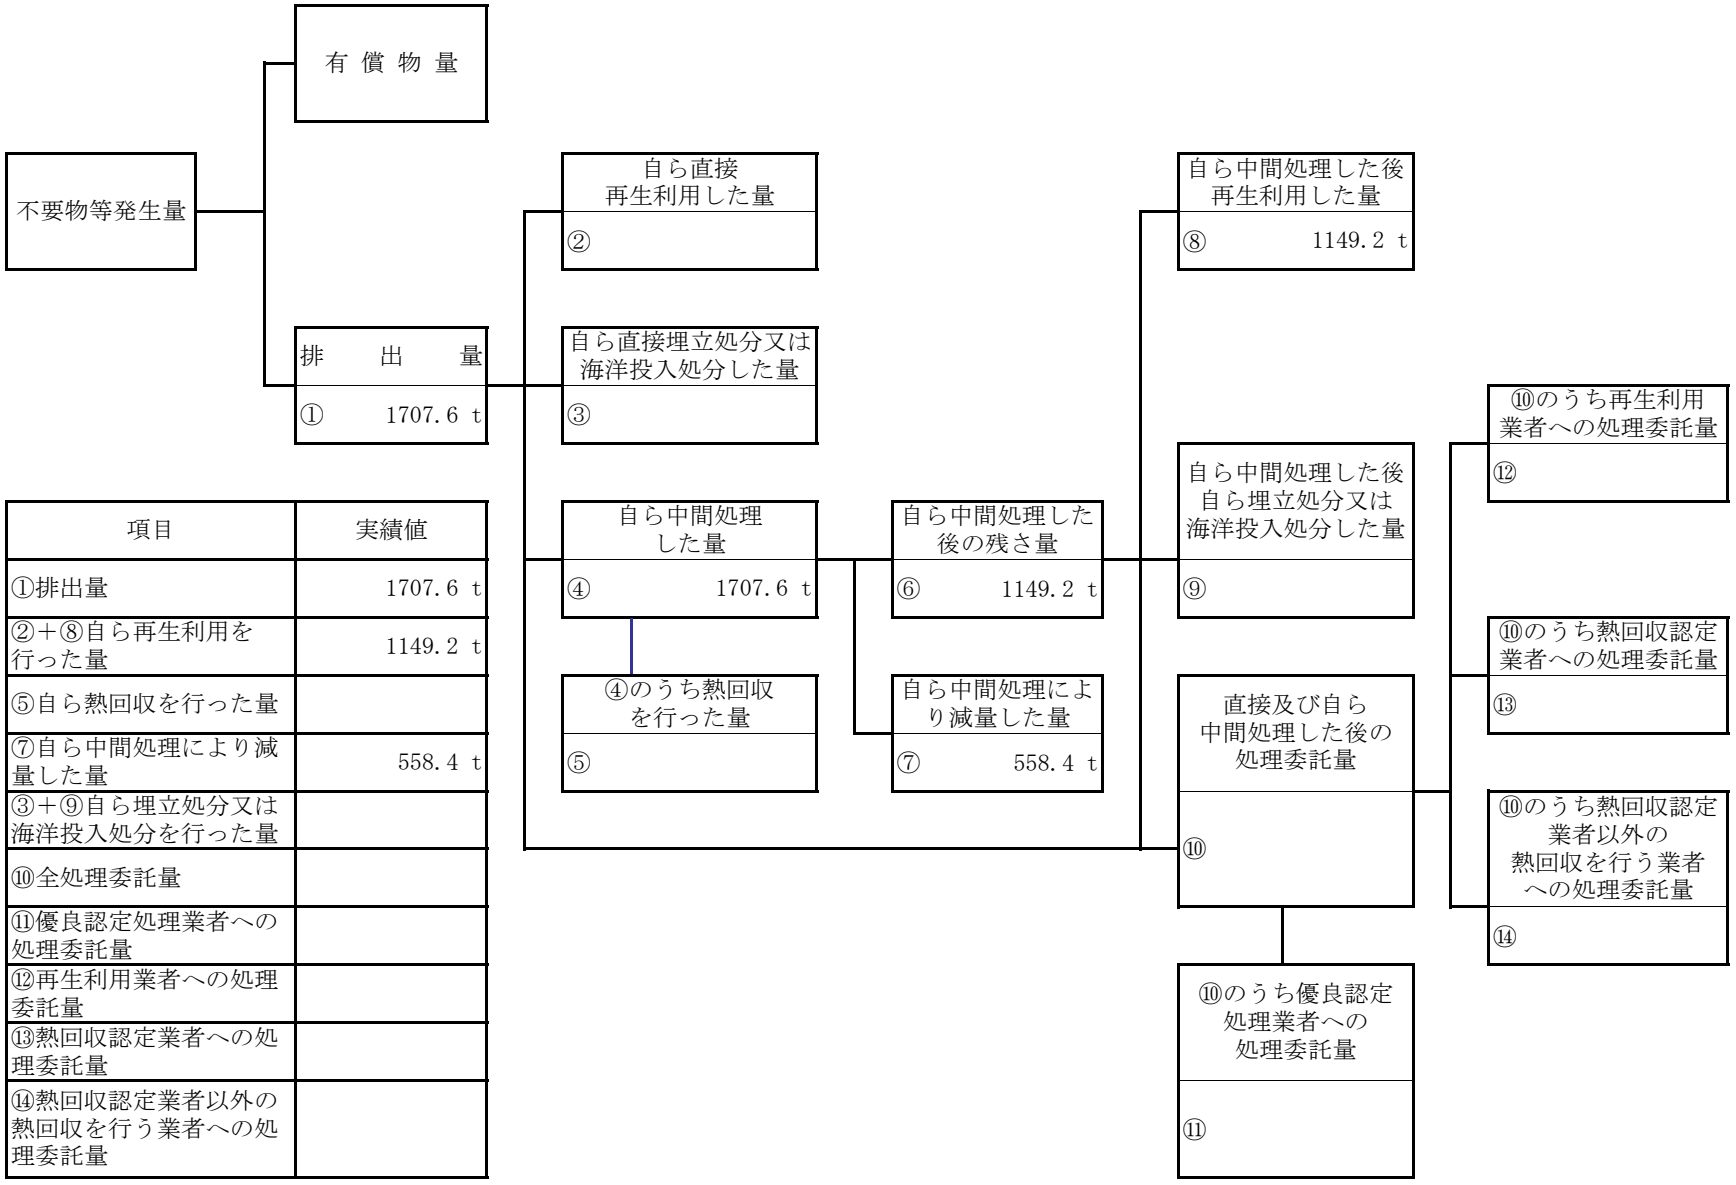 有償物量
不要物等発生量
自ら直接
再生利用した量
②
自ら中間処理した後
再生利用した量
⑧ 1149.2 t
排出量
① 1707.6 t
自ら直接埋立処分又は
海洋投入処分した量
③
⑩のうち再生利用
業者への処理委託量
⑫
自ら中間処理した後
自ら埋立処分又は
海洋投入処分した量
⑨
自ら中間処理
した量
④ 1707.6 t
自ら中間処理した
後の残さ量
⑥ 1149.2 t
⑩のうち熱回収認定
業者への処理委託量
⑬
④のうち熱回収
を行った量
⑤
自ら中間処理によ
り減量した量
⑦ 558.4 t
直接及び自ら
中間処理した後の
処理委託量
⑩
⑩のうち熱回収認定
業者以外の
熱回収を行う業者
への処理委託量
⑭
⑩のうち優良認定
処理業者への
処理委託量
⑪
項目 実績値
①排出量 1707.6 t
②+⑧自ら再生利用を
行った量 1149.2 t
⑤自ら熱回収を行った量
⑦自ら中間処理により減
量した量 558.4 t
③+⑨自ら埋立処分又は
海洋投入処分を行った量
⑩全処理委託量
⑪優良認定処理業者への
処理委託量
⑫再生利用業者への処理
委託量
⑬熱回収認定業者への処
理委託量
⑭熱回収認定業者以外の
熱回収を行う業者への処
理委託量